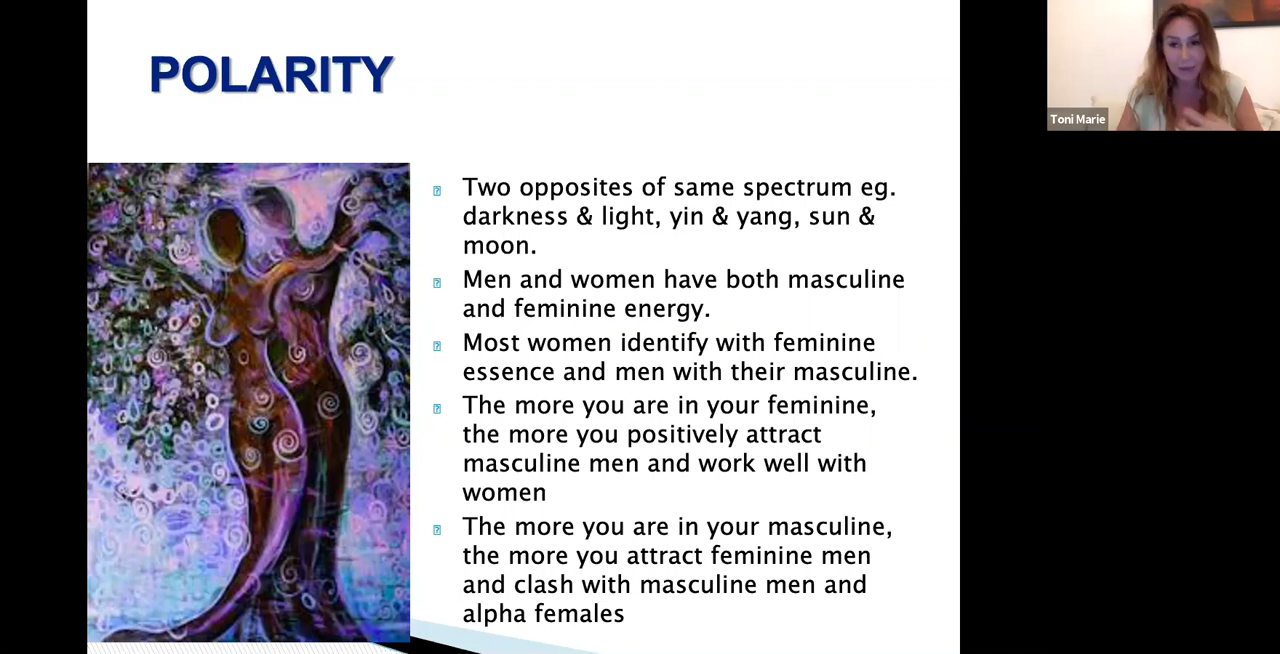 POLARITY
Toni Marie
Two opposites of same spectrum eg.
darkness & light, yin & yang, sun &
moon.
Men and women have both masculine
and feminine energy.
Most women identify with feminine
essence and men with their masculine.
The more you are in your feminine,
the more you positively attract
masculine men and work well with
women
The more you are in your masculine,
the more you attract feminine men
and clash with masculine men and
alpha females